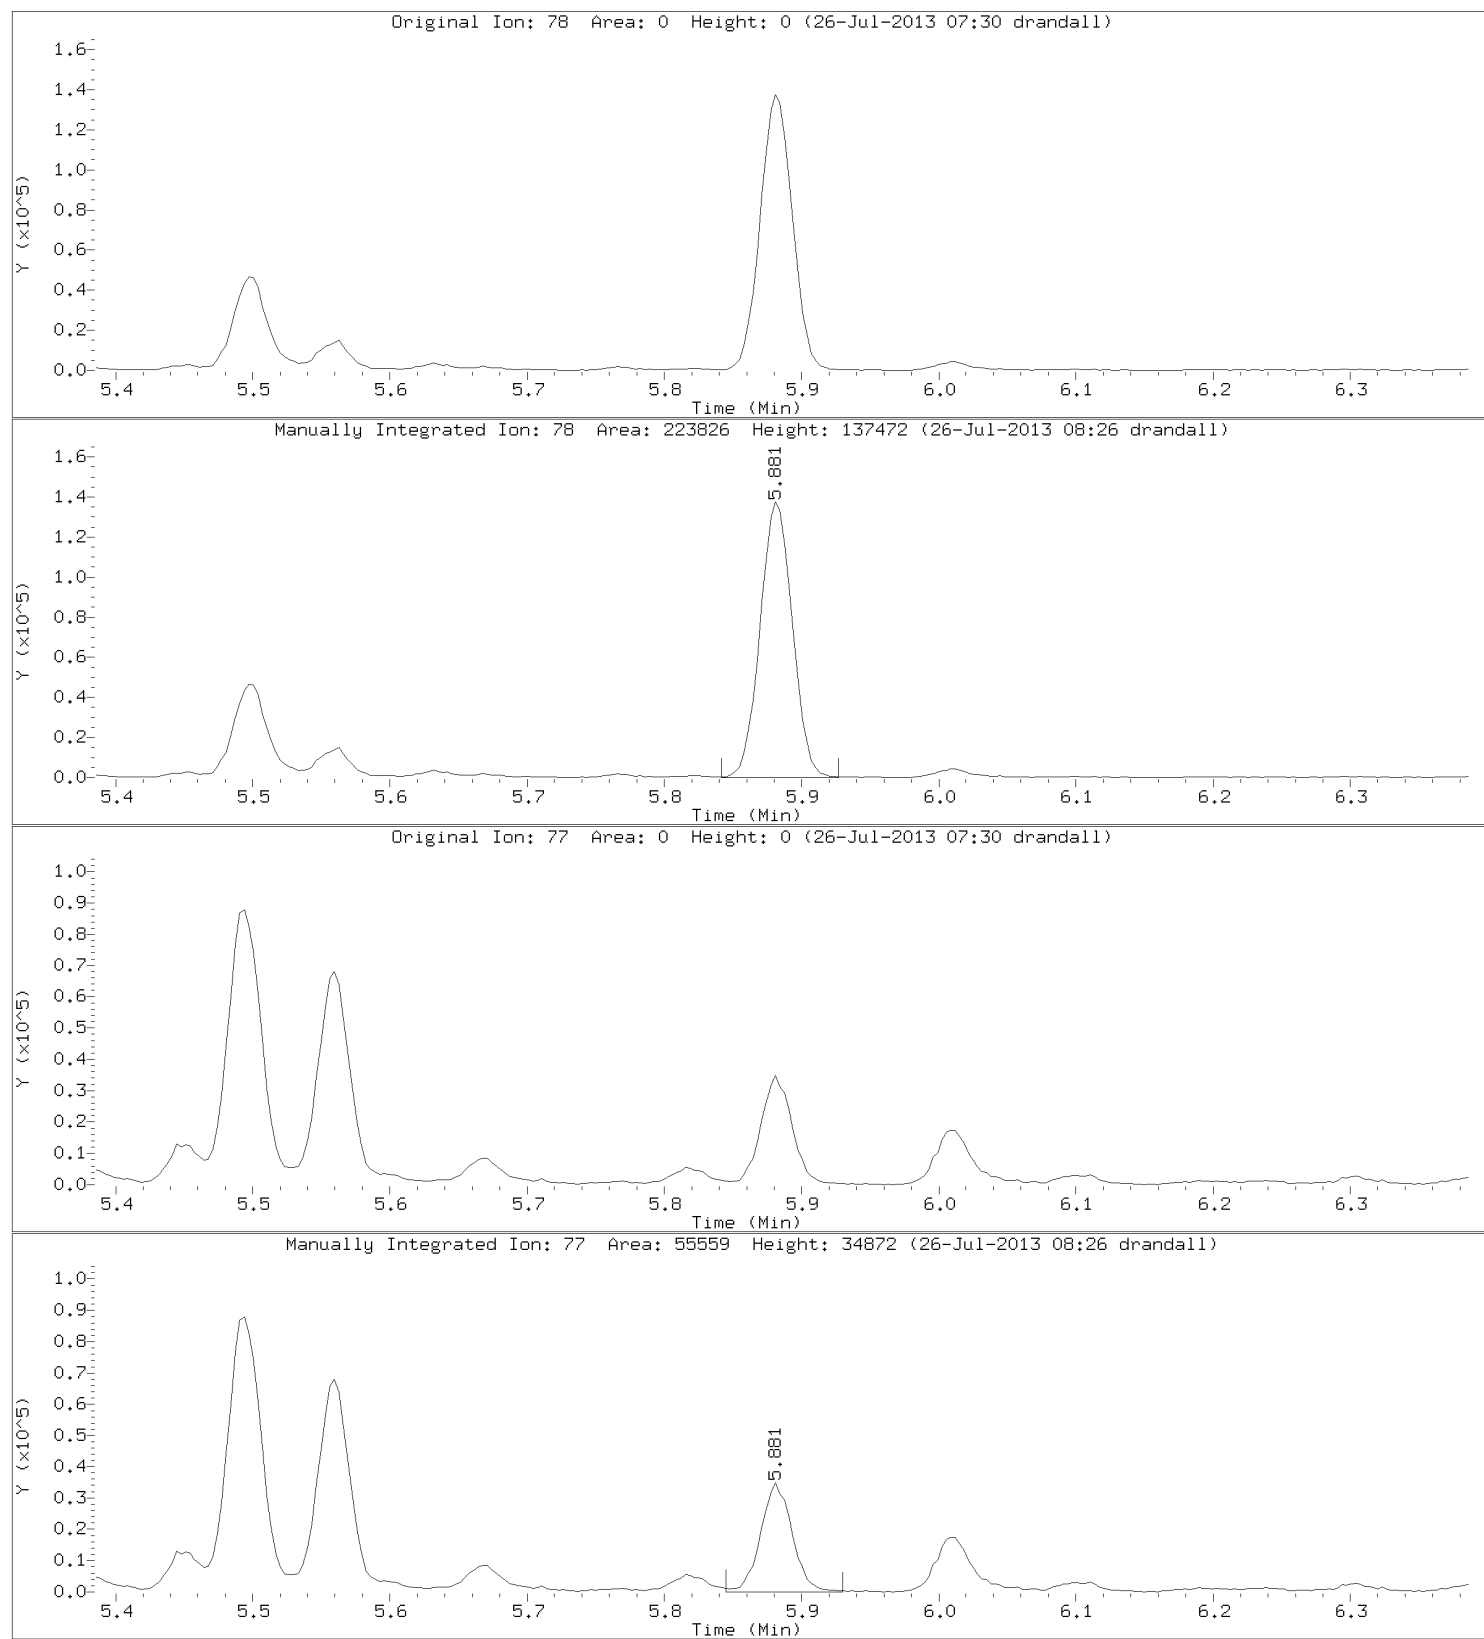 Original Ion: 78  Area: 0  Height: 0 (26-Jul-2013 07:30 drandall)
1.6
1.4
1.2
1.0
0.8
0.6
0.4
0.2
0.0
Y (x10^5)
5.4 5.5 5.6 5.7 5.8 5.9 6.0 6.1 6.2 6.3
Time (Min)
Manually Integrated Ion: 78  Area: 223826  Height: 137472 (26-Jul-2013 08:26 drandall)
5.881
1.6
1.4
1.2
1.0
0.8
0.6
0.4
0.2
0.0
Y (x10^5)
5.4 5.5 5.6 5.7 5.8 5.9 6.0 6.1 6.2 6.3
Time (Min)
Original Ion: 77  Area: 0  Height: 0 (26-Jul-2013 07:30 drandall)
1.0
0.9
0.8
0.7
0.6
0.5
0.4
0.3
0.2
0.1
0.0
Y (x10^5)
5.4 5.5 5.6 5.7 5.8 5.9 6.0 6.1 6.2 6.3
Time (Min)
Manually Integrated Ion: 77  Area: 55559  Height: 34872 (26-Jul-2013 08:26 drandall)
1.0
0.9
0.8
0.7
0.6
0.5
0.4
0.3
0.2
0.1
0.0
Y (x10^5)
5.881
5.4 5.5 5.6 5.7 5.8 5.9 6.0 6.1 6.2 6.3
Time (Min)